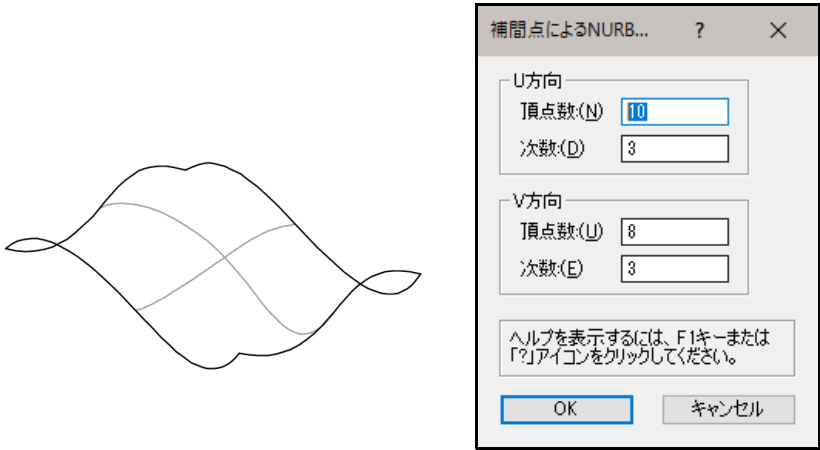 補間点によるNURB... ?
U方向
頂点数:(N) 10
次数:(D) 3
V方向
頂点数:(U) 8
次数:(E) 3
ヘルプを表示するには、F1キーまたは
「?」アイコンをクリックしてください。
OK キャンセル